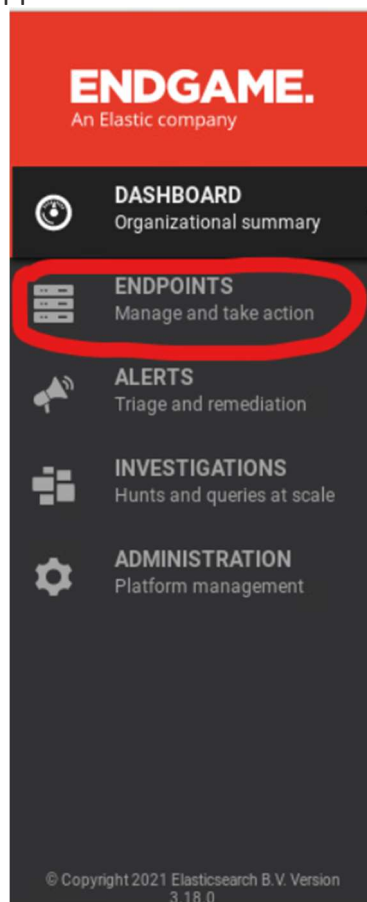 ENDGAME.
An Elastic company
DASHBOARD
Organizational summary
ENDPOINTS
Manage and take action
ALERTS
Triage and remediation
INVESTIGATIONS
Hunts and queries at scale
ADMINISTRATION
Platform management
© Copyright 2021 Elasticsearch B.V. Version
3.18.0